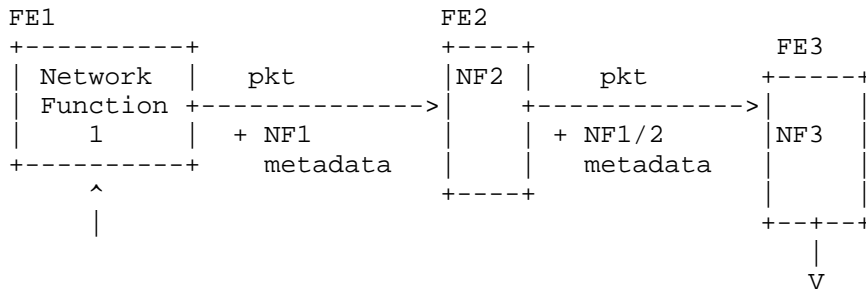 FE1 FE2
FE3
Network pkt NF2 pkt
Function
1 + NF1 + NF1/2 NF3
metadata metadata
V